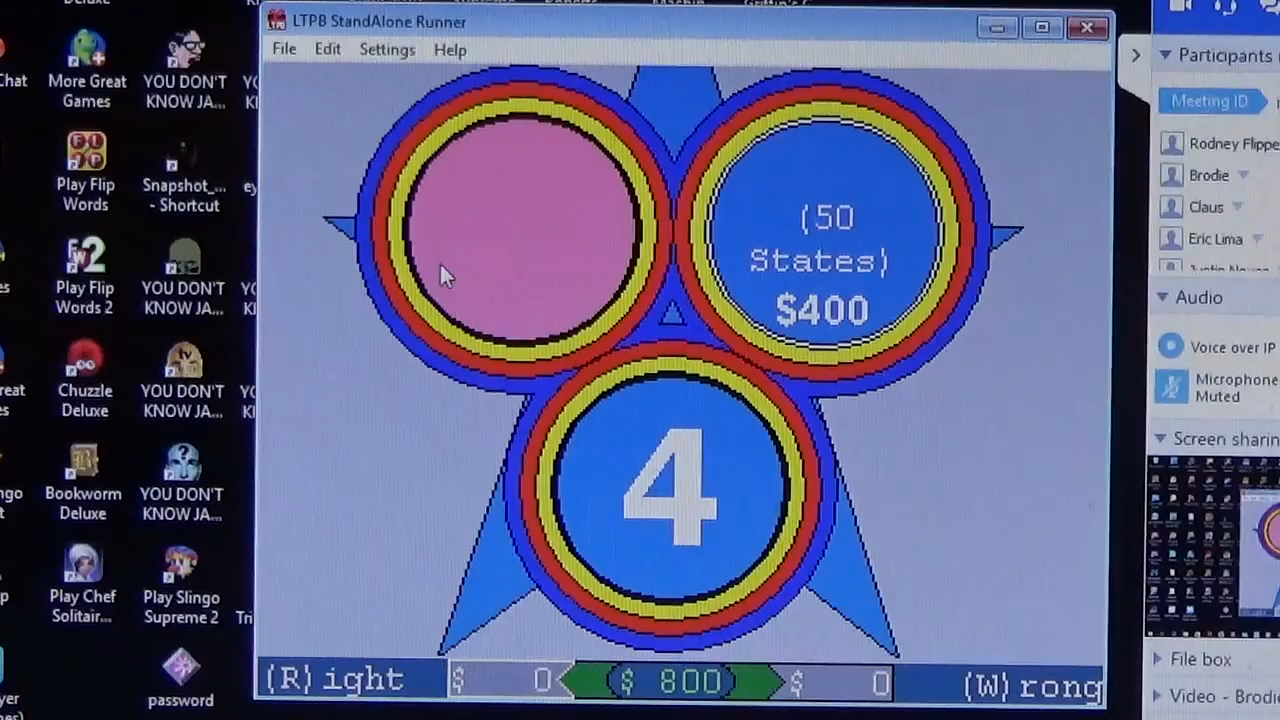 LTPB StandAlone Runner
File Edit Settings Help
(50
States)
$400
4
(R)ight
$ 0
$ 800
$ 0
(W)rong
Chat
More Great
Games
YOU DON'T
KNOW JA...
Play Flip
Words
Snapshot_...
- Shortcut
Play Flip
Words 2
YOU DON'T
KNOW JA...
Chuzzle
Deluxe
YOU DON'T
KNOW JA...
Bookworm
Deluxe
YOU DON'T
KNOW JA...
Play Chef
Solitair...
Play Slingo
Supreme 2
password
Participants
Meeting ID
Rodney Flippe
Brodie
Claus
Eric Lima
Audio
Voice over IP
Microphone
Muted
Screen sharin
File box
Video - Brodi